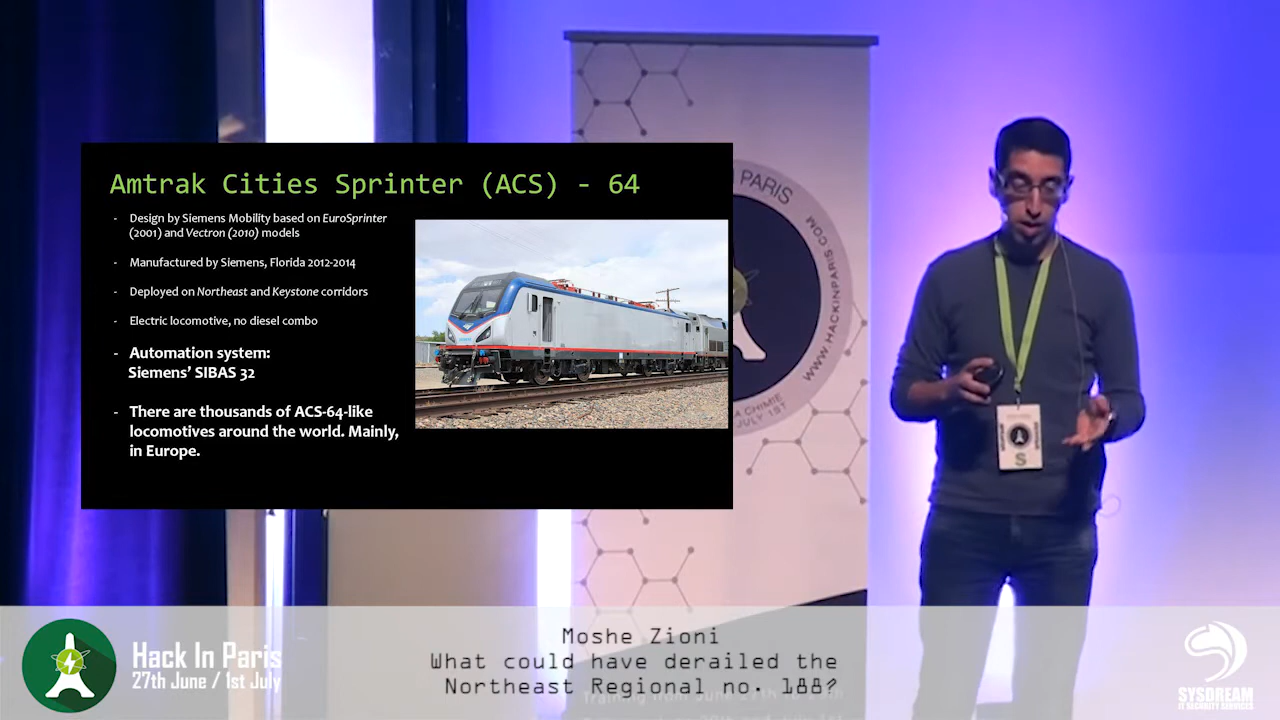 Amtrak Cities Sprinter (ACS) - 64
- Design by Siemens Mobility based on EuroSprinter
(2001) and Vectron (2010) models
- Manufactured by Siemens, Florida 2012-2014
- Deployed on Northeast and Keystone corridors
- Electric locomotive, no diesel combo
- Automation system:
Siemens' SIBAS 32
- There are thousands of ACS-64-like
locomotives around the world. Mainly,
in Europe.
PARIS
WWW.HACKINPARIS.COM
CHIMIE
JULY 1ST
S
Hack In Paris
27th June / 1st July
Moshe Zioni
What could have derailed the
Northeast Regional no. 188?
SYSDREAM
IT SECURITY SERVICES